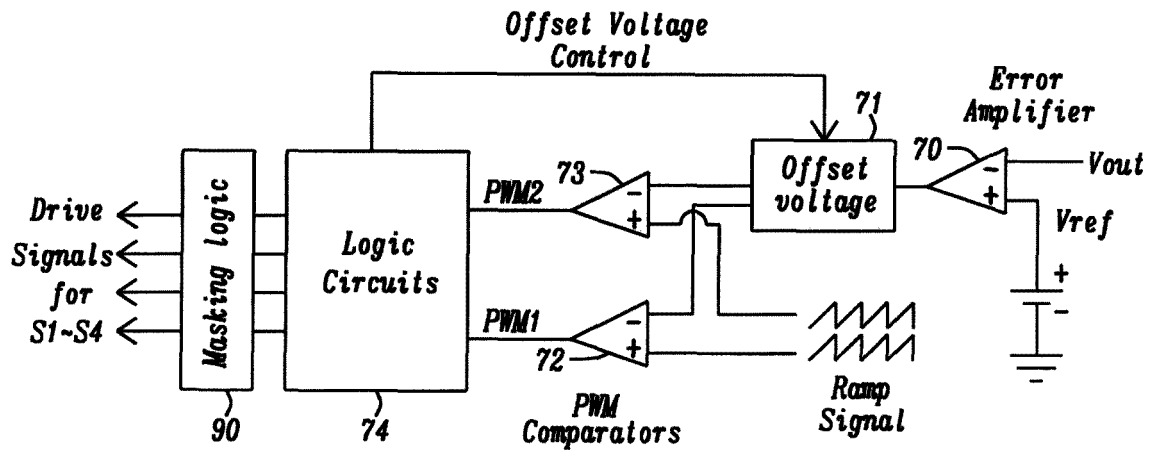 Offset Voltage
Control
Error
Amplifier
71
70
Offset
voltage
-
+
Vout
Vref
+
-
73
-
+
PWM2
PWM1
72
-
+
PWM
Comparators
Ramp
Signal
Logic
Circuits
74
Masking logic
90
Drive
Signals
for
S1~S4